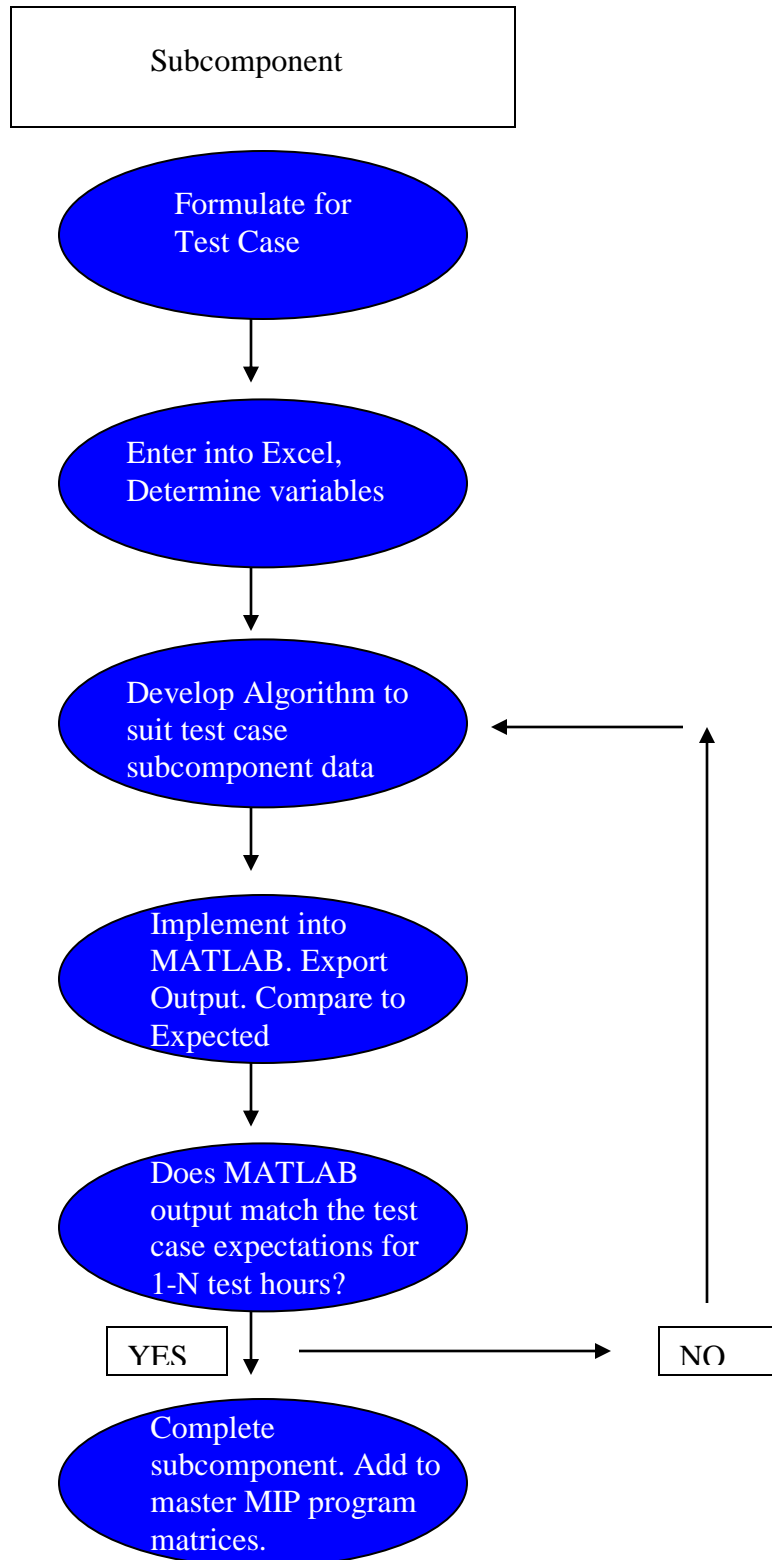 Subcomponent
Formulate for
Test Case
Enter into Excel,
Determine variables
Develop Algorithm to
suit test case
subcomponent data
Implement into
MATLAB. Export
Output. Compare to
Expected
Does MATLAB
output match the test
case expectations for
1-N test hours?
YES
NO
Complete
subcomponent. Add to
master MIP program
matrices.